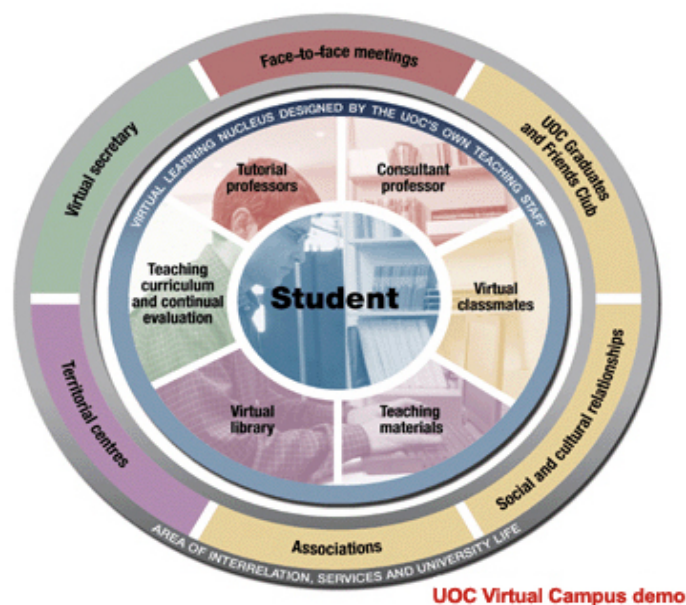 Face-to-face meetings
Virtual secretary
UOC Graduates
and Friends Club
VIRTUAL LEARNING NUCLEUS DESIGNED BY THE UOC'S OWN TEACHING STAFF
Tutorial
professors
Consultant
professor
Teaching
curriculum
and continual
evaluation
Student
Virtual
classmates
Virtual
library
Teaching
materials
Territorial centres
Social and cultural relationships
Associations
AREA OF INTERRELATION, SERVICES AND UNIVERSITY LIFE
UOC Virtual Campus demo